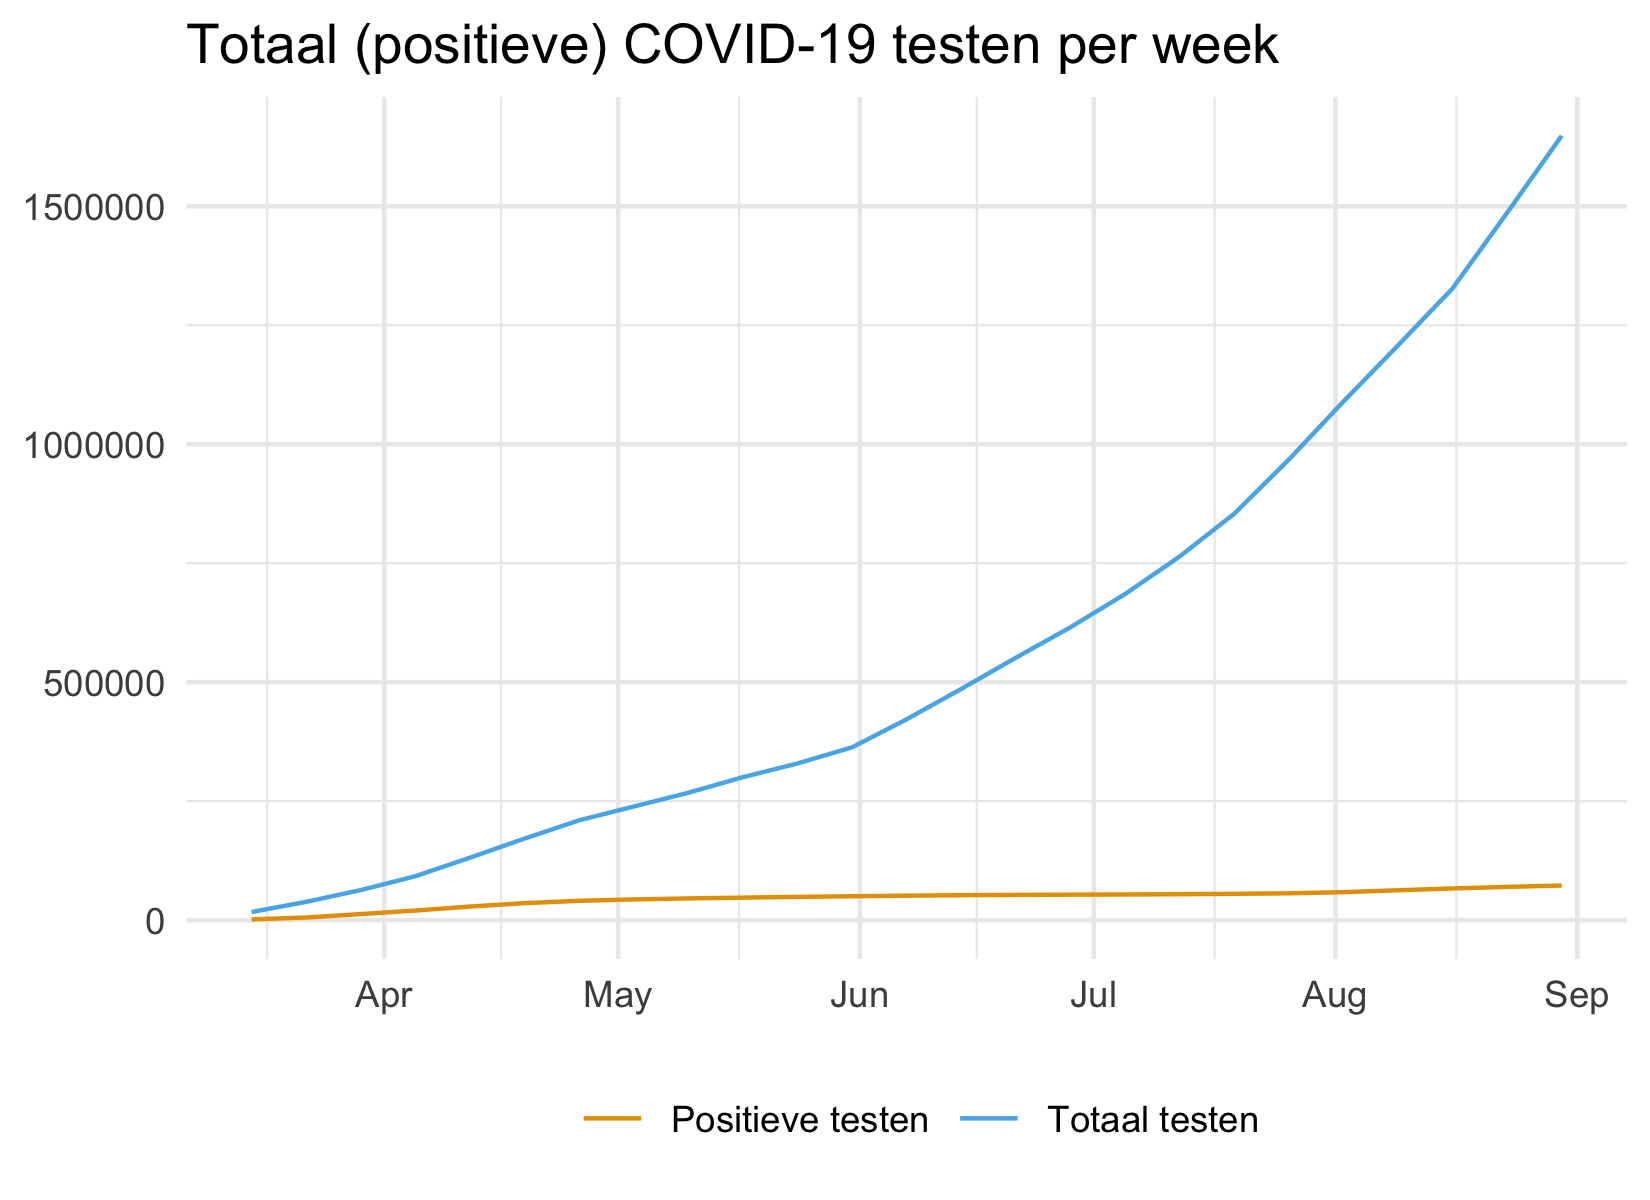 Totaal (positieve) COVID-19 testen per week
1500000
1000000
500000
0
Apr May Jun Jul Aug Sep
Positieve testen Totaal testen